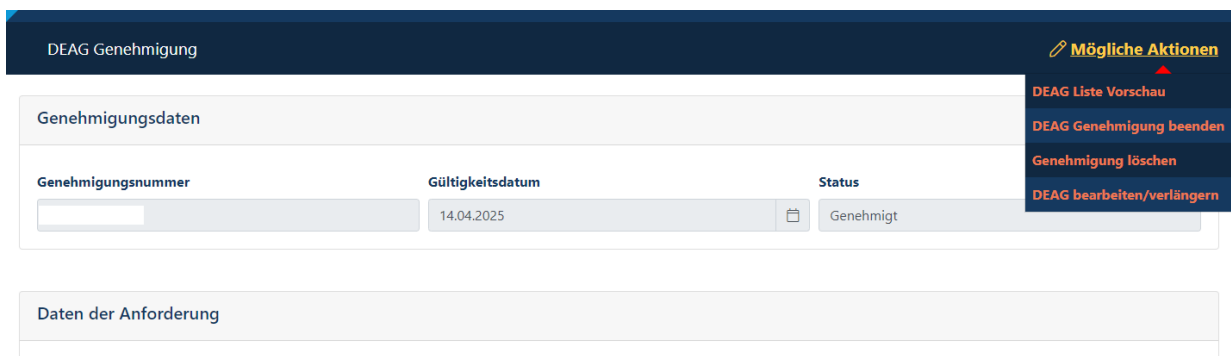 DEAG Genehmigung
Mögliche Aktionen
DEAG Liste Vorschau
DEAG Genehmigung beenden
Genehmigung löschen
DEAG bearbeiten/verlängern
Genehmigungsdaten
Genehmigungsnummer
Gültigkeitsdatum
Status
14.04.2025
Genehmigt
Daten der Anforderung